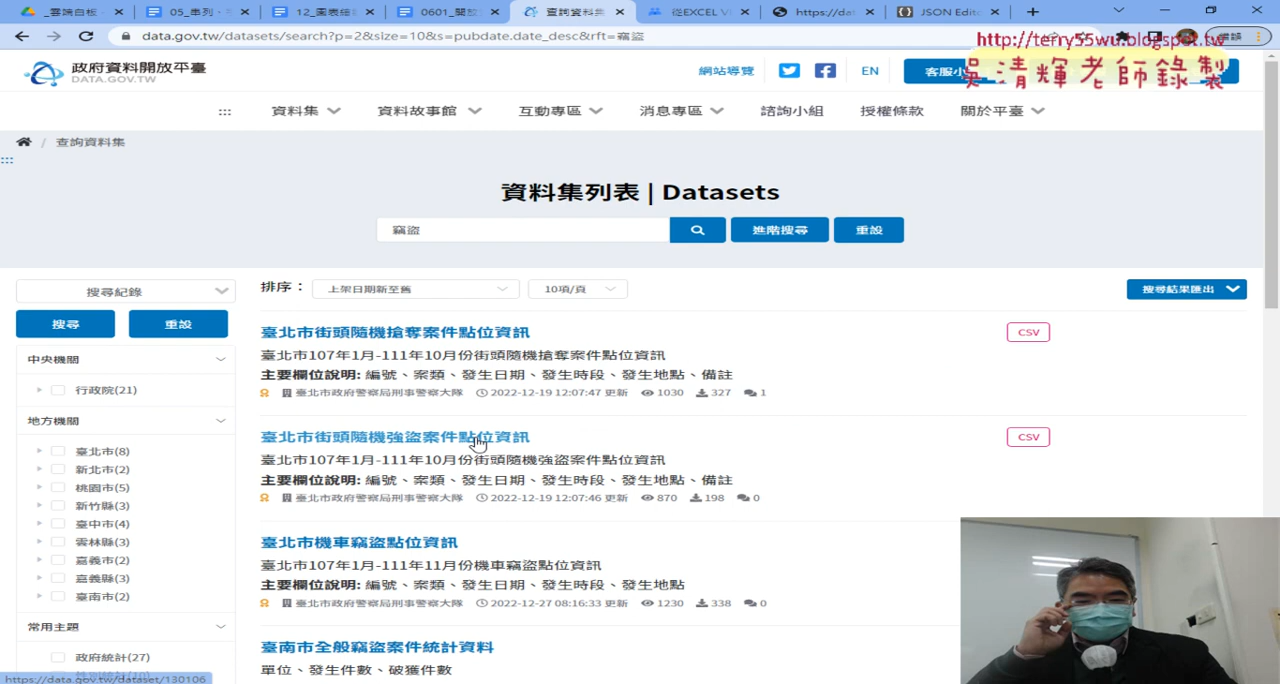 _雲端白板
05_串列
12_圖表細
0601_開放
查詢資料集
從EXCEL V
https://dat
JSON Edit
data.gov.tw/datasets/search?p=2&size=10&s=pubdate.date_desc&rft=竊盜
http://terry55wu.blogspot.tw
吳清輝老師錄製
政府資料開放平臺
DATA.GOV.TW
網站導覽
EN
客服小
資料集
資料故事館
互動專區
消息專區
諮詢小組
授權條款
關於平臺
/ 查詢資料集
資料集列表 | Datasets
竊盜
進階搜尋
重設
搜尋紀錄
搜尋
重設
中央機關
行政院(21)
地方機關
臺北市(8)
新北市(2)
桃園市(5)
新竹縣(3)
臺中市(4)
雲林縣(3)
嘉義市(2)
嘉義縣(3)
臺南市(2)
常用主題
政府統計(27)
https://data.gov.tw/dataset/130106
排序：
上架日期新至舊
10項/頁
搜尋結果匯出
臺北市街頭隨機搶奪案件點位資訊
CSV
臺北市107年1月-111年10月份街頭隨機搶奪案件點位資訊
主要欄位說明: 編號、案類、發生日期、發生時段、發生地點、備註
臺北市政府警察局刑事警察大隊 2022-12-19 12:07:47 更新 1030 327 1
臺北市街頭隨機強盜案件點位資訊
CSV
臺北市107年1月-111年10月份街頭隨機強盜案件點位資訊
主要欄位說明: 編號、案類、發生日期、發生時段、發生地點、備註
臺北市政府警察局刑事警察大隊 2022-12-19 12:07:46 更新 870 198 0
臺北市機車竊盜點位資訊
臺北市107年1月-111年11月份機車竊盜點位資訊
主要欄位說明: 編號、案類、發生日期、發生時段、發生地點
臺北市政府警察局刑事警察大隊 2022-12-27 08:16:33 更新 1230 338 0
臺南市全般竊盜案件統計資料
單位、發生件數、破獲件數